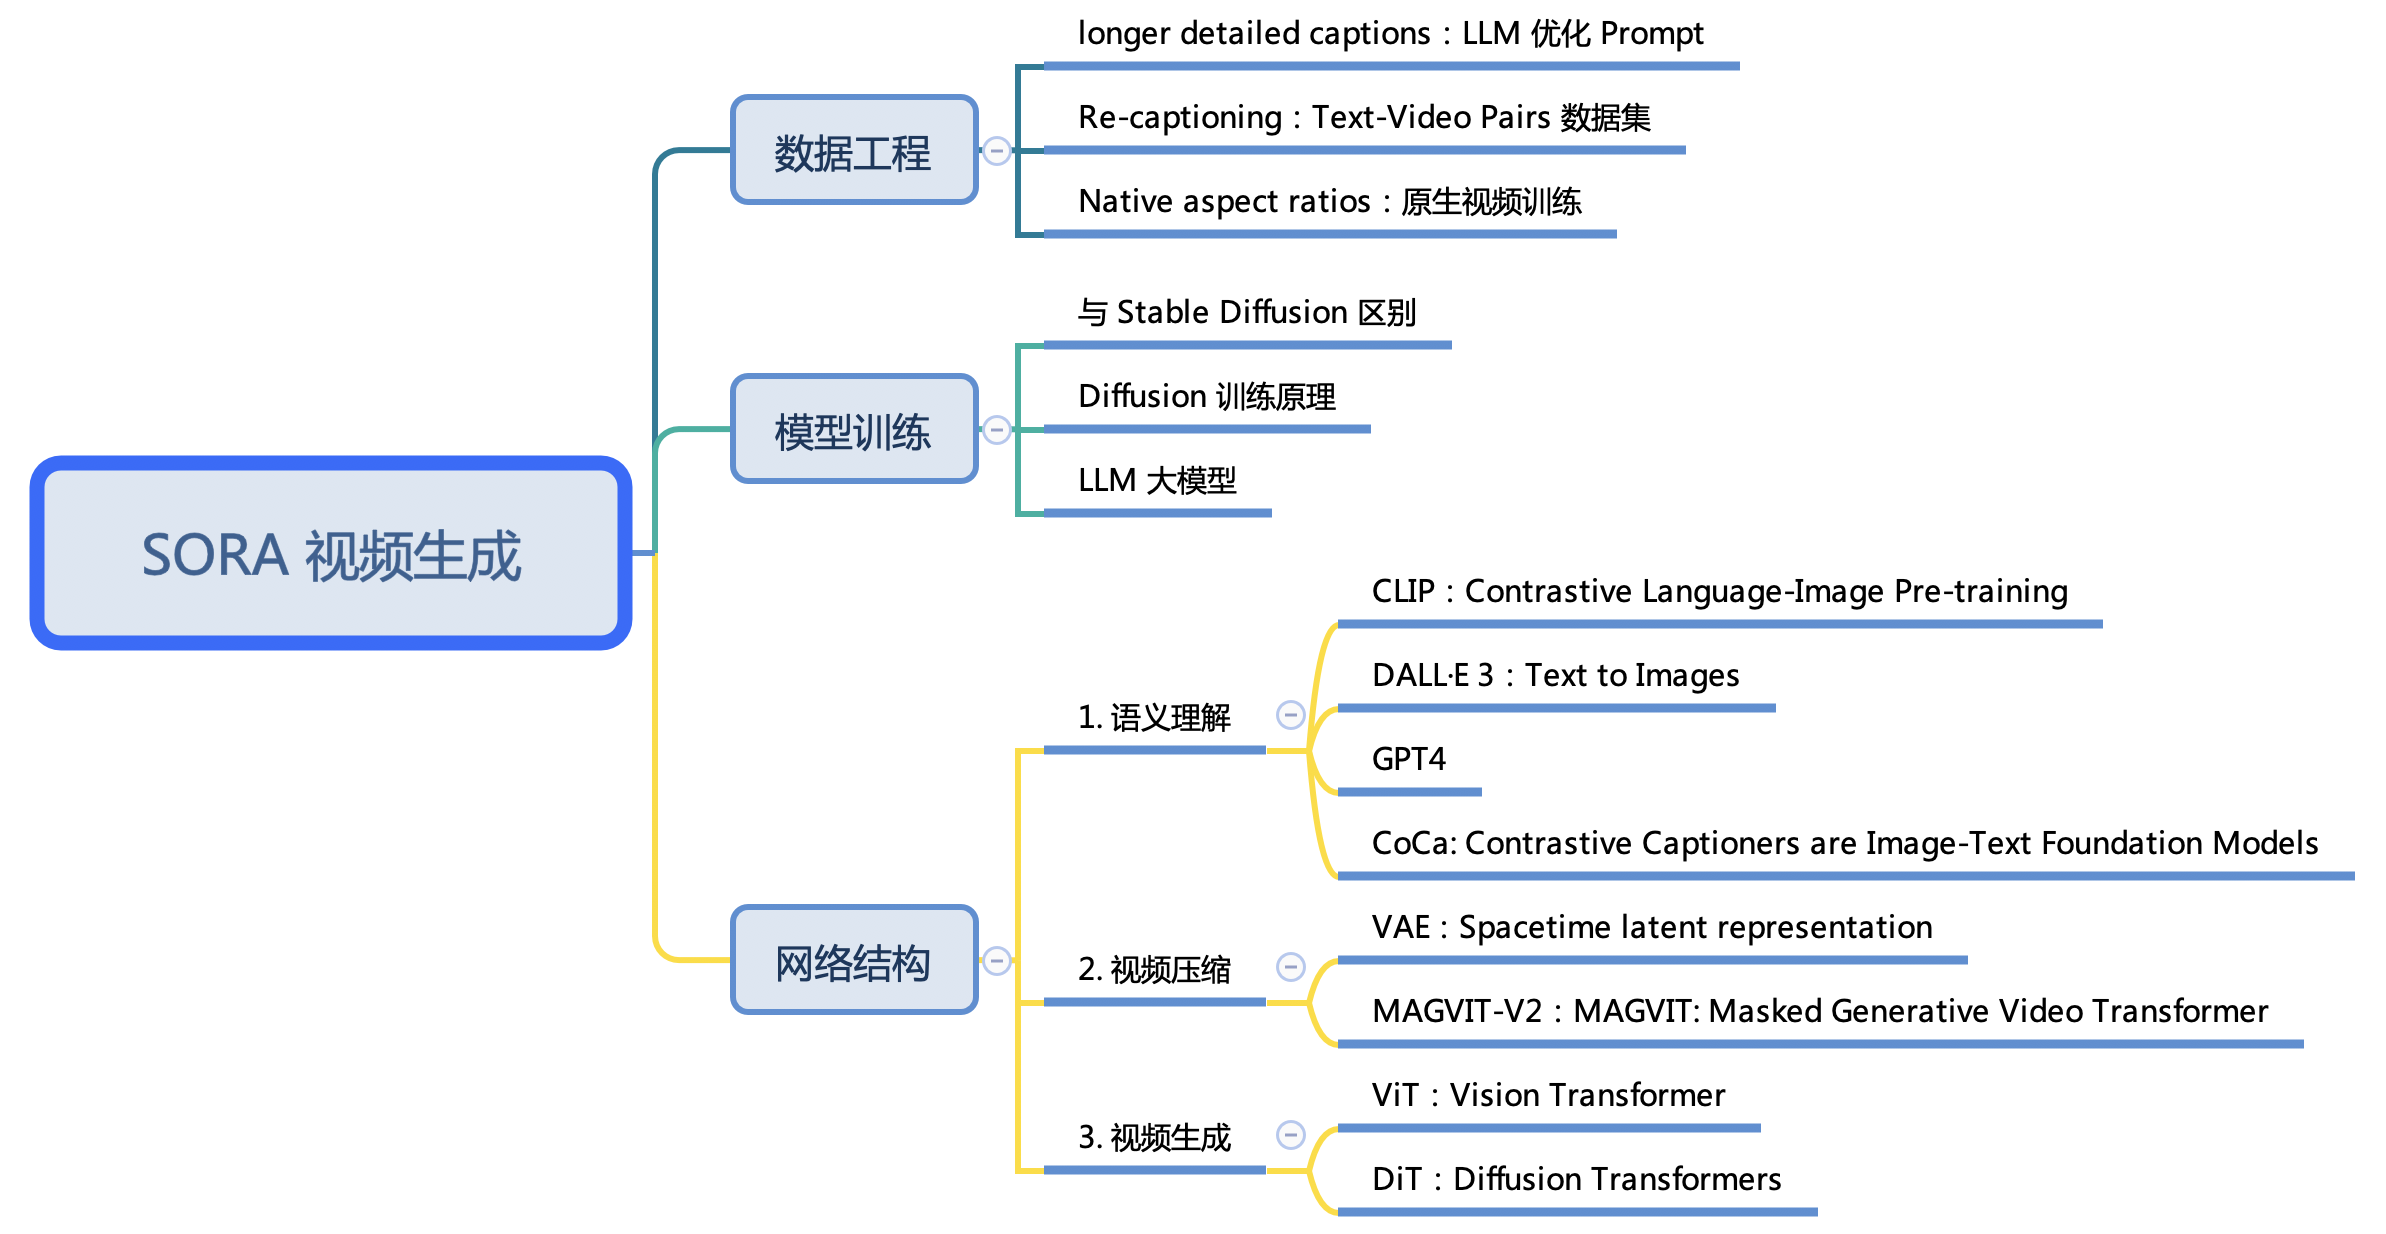 SORA 视频生成
数据工程
longer detailed captions：LLM 优化 Prompt
Re-captioning：Text-Video Pairs 数据集
Native aspect ratios：原生视频训练
模型训练
与 Stable Diffusion 区别
Diffusion 训练原理
LLM 大模型
网络结构
1. 语义理解
CLIP：Contrastive Language-Image Pre-training
DALL·E 3：Text to Images
GPT4
CoCa: Contrastive Captioners are Image-Text Foundation Models
2. 视频压缩
VAE：Spacetime latent representation
MAGVIT-V2：MAGVIT: Masked Generative Video Transformer
3. 视频生成
ViT：Vision Transformer
DiT：Diffusion Transformers